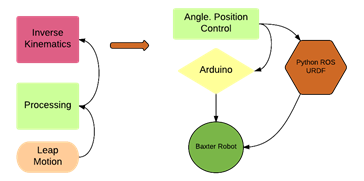 Inverse
Kinematics
Processing
Leap
Motion
Angle. Position
Control
Arduino
Python ROS
URDF
Baxter Robot